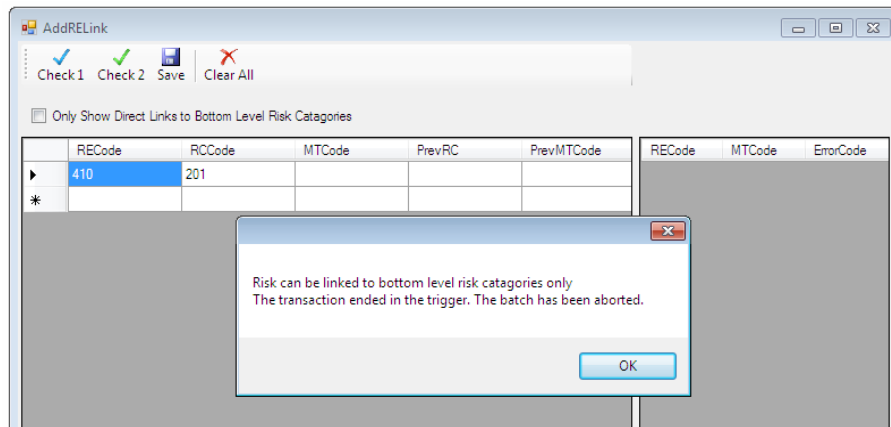 AddRELink
Check 1 Check 2 Save Clear All
Only Show Direct Links to Bottom Level Risk Catagories
RECode RCCode MTCode PrevRC PrevMTCode RECode MTCode ErrorCode
410 201
Risk can be linked to bottom level risk catagories only
The transaction ended in the trigger. The batch has been aborted.
OK